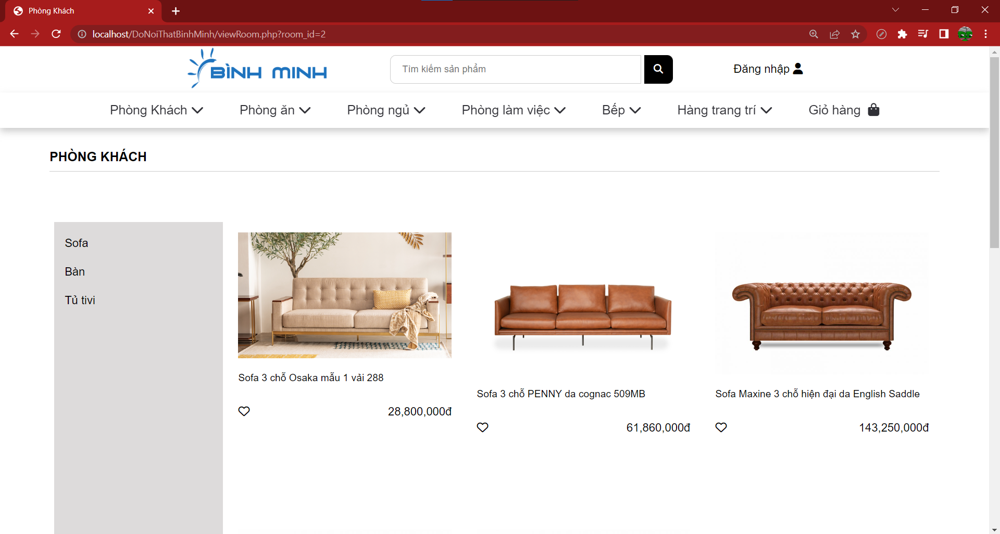 Phòng Khách
localhost/DoNoiThatBinhMinh/viewRoom.php?room_id=2
BÌNH MINH
Tìm kiếm sản phẩm
Đăng nhập
Phòng Khách
Phòng ăn
Phòng ngủ
Phòng làm việc
Bếp
Hàng trang trí
Giỏ hàng
PHÒNG KHÁCH
Sofa
Bàn
Tủ tivi
Sofa 3 chỗ Osaka mẫu 1 vải 288
28,800,000đ
Sofa 3 chỗ PENNY da cognac 509MB
61,860,000đ
Sofa Maxine 3 chỗ hiện đại da English Saddle
143,250,000đ